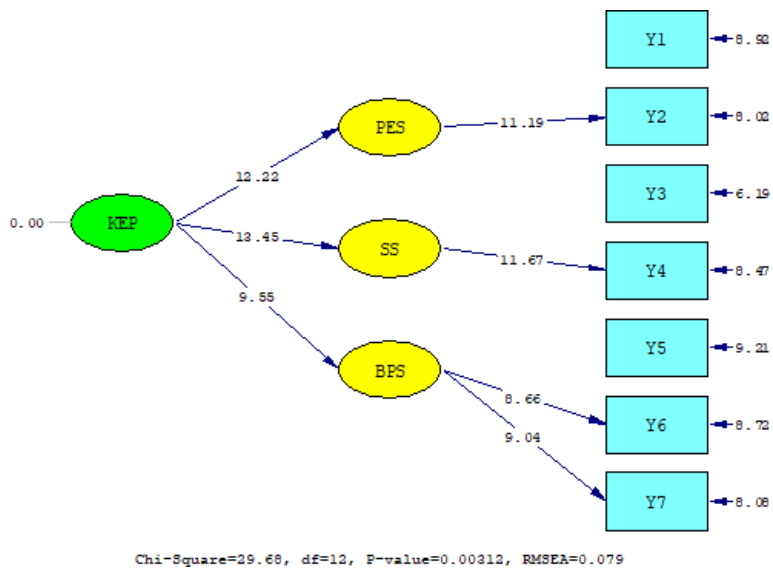 Y1
8.92
PES
11.19
Y2
8.02
12.22
0.00
KEP
Y3
6.19
13.45
SS
11.67
Y4
8.47
9.55
Y5
9.21
BPS
8.66
Y6
8.72
9.04
Y7
8.08
Chi-Square=29.68, df=12, P-value=0.00312, RMSEA=0.079